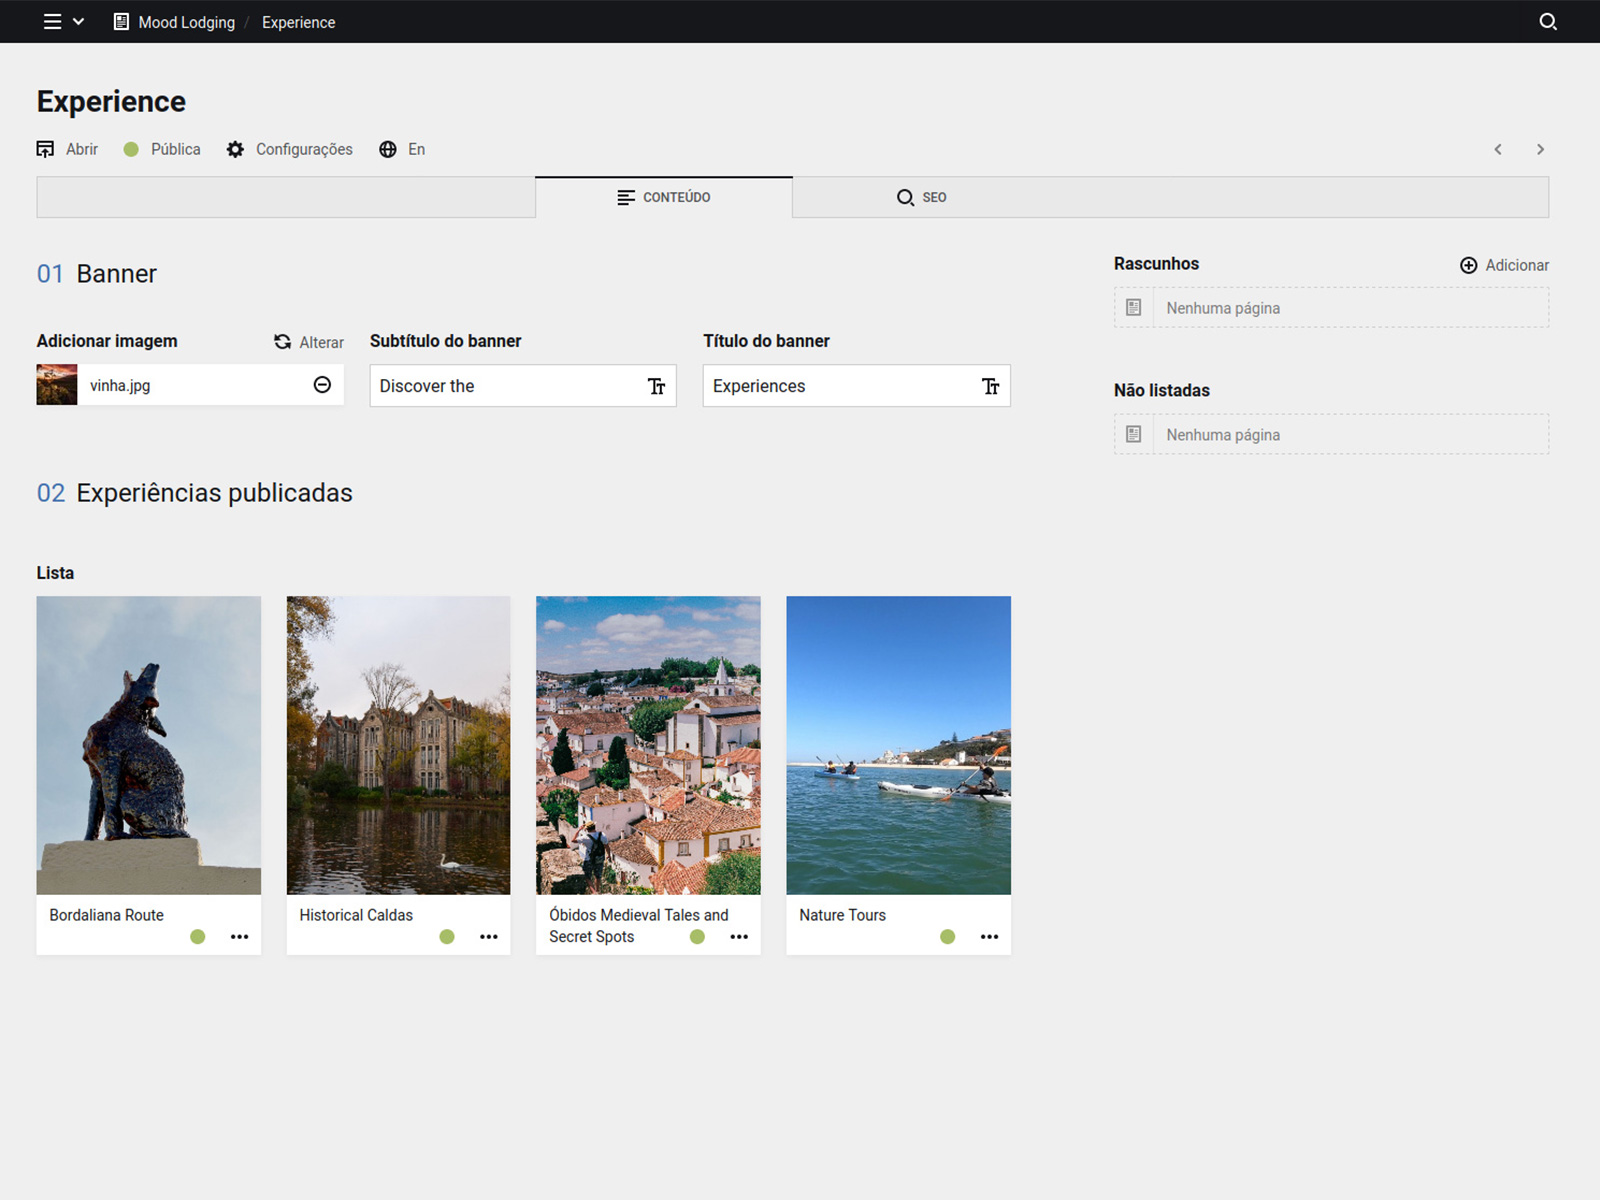 Mood Lodging / Experience
Experience
Abrir Pública Configurações En
CONTEÚDO SEO
01 Banner
Adicionar imagem Alterar Subtítulo do banner Título do banner
vinha.jpg Discover the Tт Experiences Tт
Rascunhos Adicionar
Nenhuma página
Não listadas
Nenhuma página
02 Experiências publicadas
Lista
Bordaliana Route
Historical Caldas
Óbidos Medieval Tales and
Secret Spots
Nature Tours